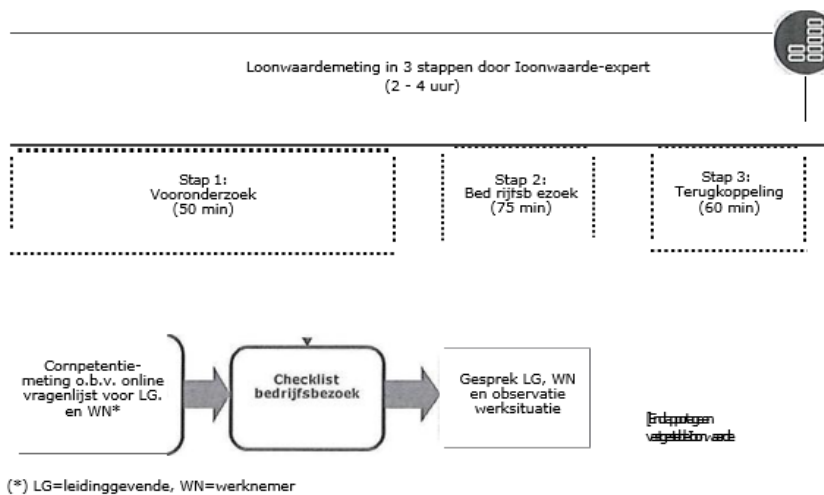 Loonwaardemeting in 3 stappen door Ioonwaarde-expert
(2 - 4 uur)
Stap 1:
Vooronderzoek
(50 min)
Stap 2:
Bed rijtsb ezoek
(75 min)
Stap 3:
Terugkoppeling
(60 min)
Cornpetentie-
meting o.b.v. online
vragenlijst voor LG.
en WN*
Checklist
bedrijfsbezoek
Gesprek LG, WN
en observatie
werksituatie
(*) LG=leidinggevende, WN=werknemer